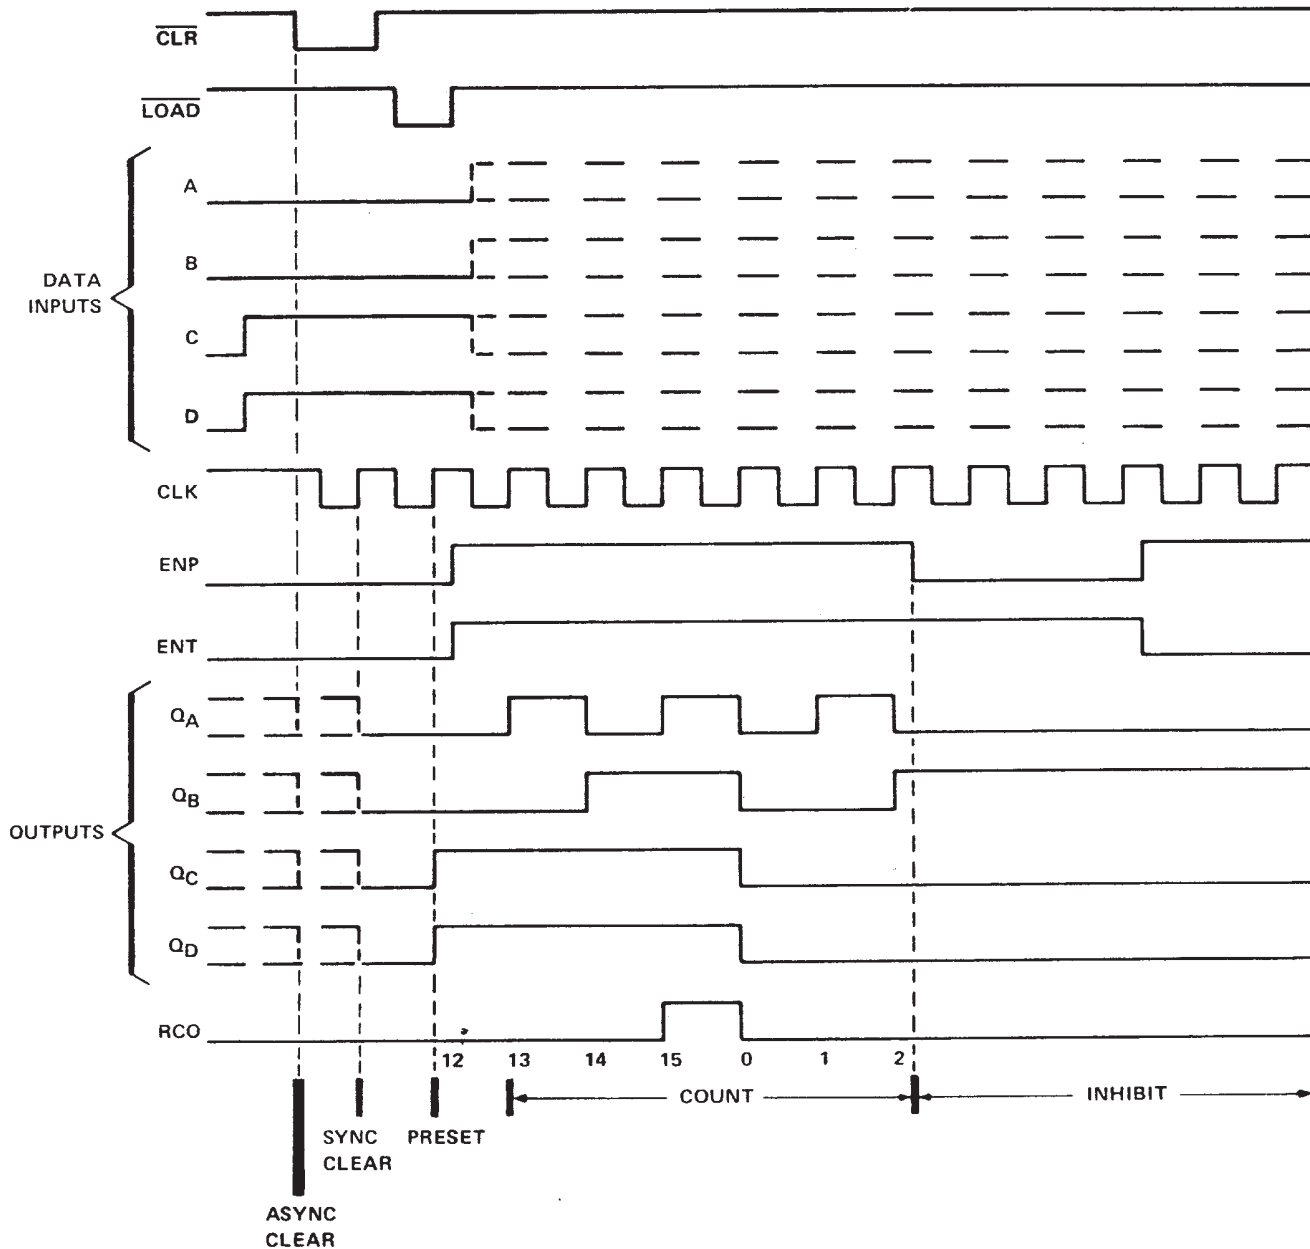 CLR
LOAD
A
B
DATA
INPUTS
C
D
CLK
ENP
ENT
QA
QB
OUTPUTS
QC
QD
RCO
12 13 14 15 0 1 2
COUNT INHIBIT
SYNC
CLEAR
PRESET
ASYNC
CLEAR